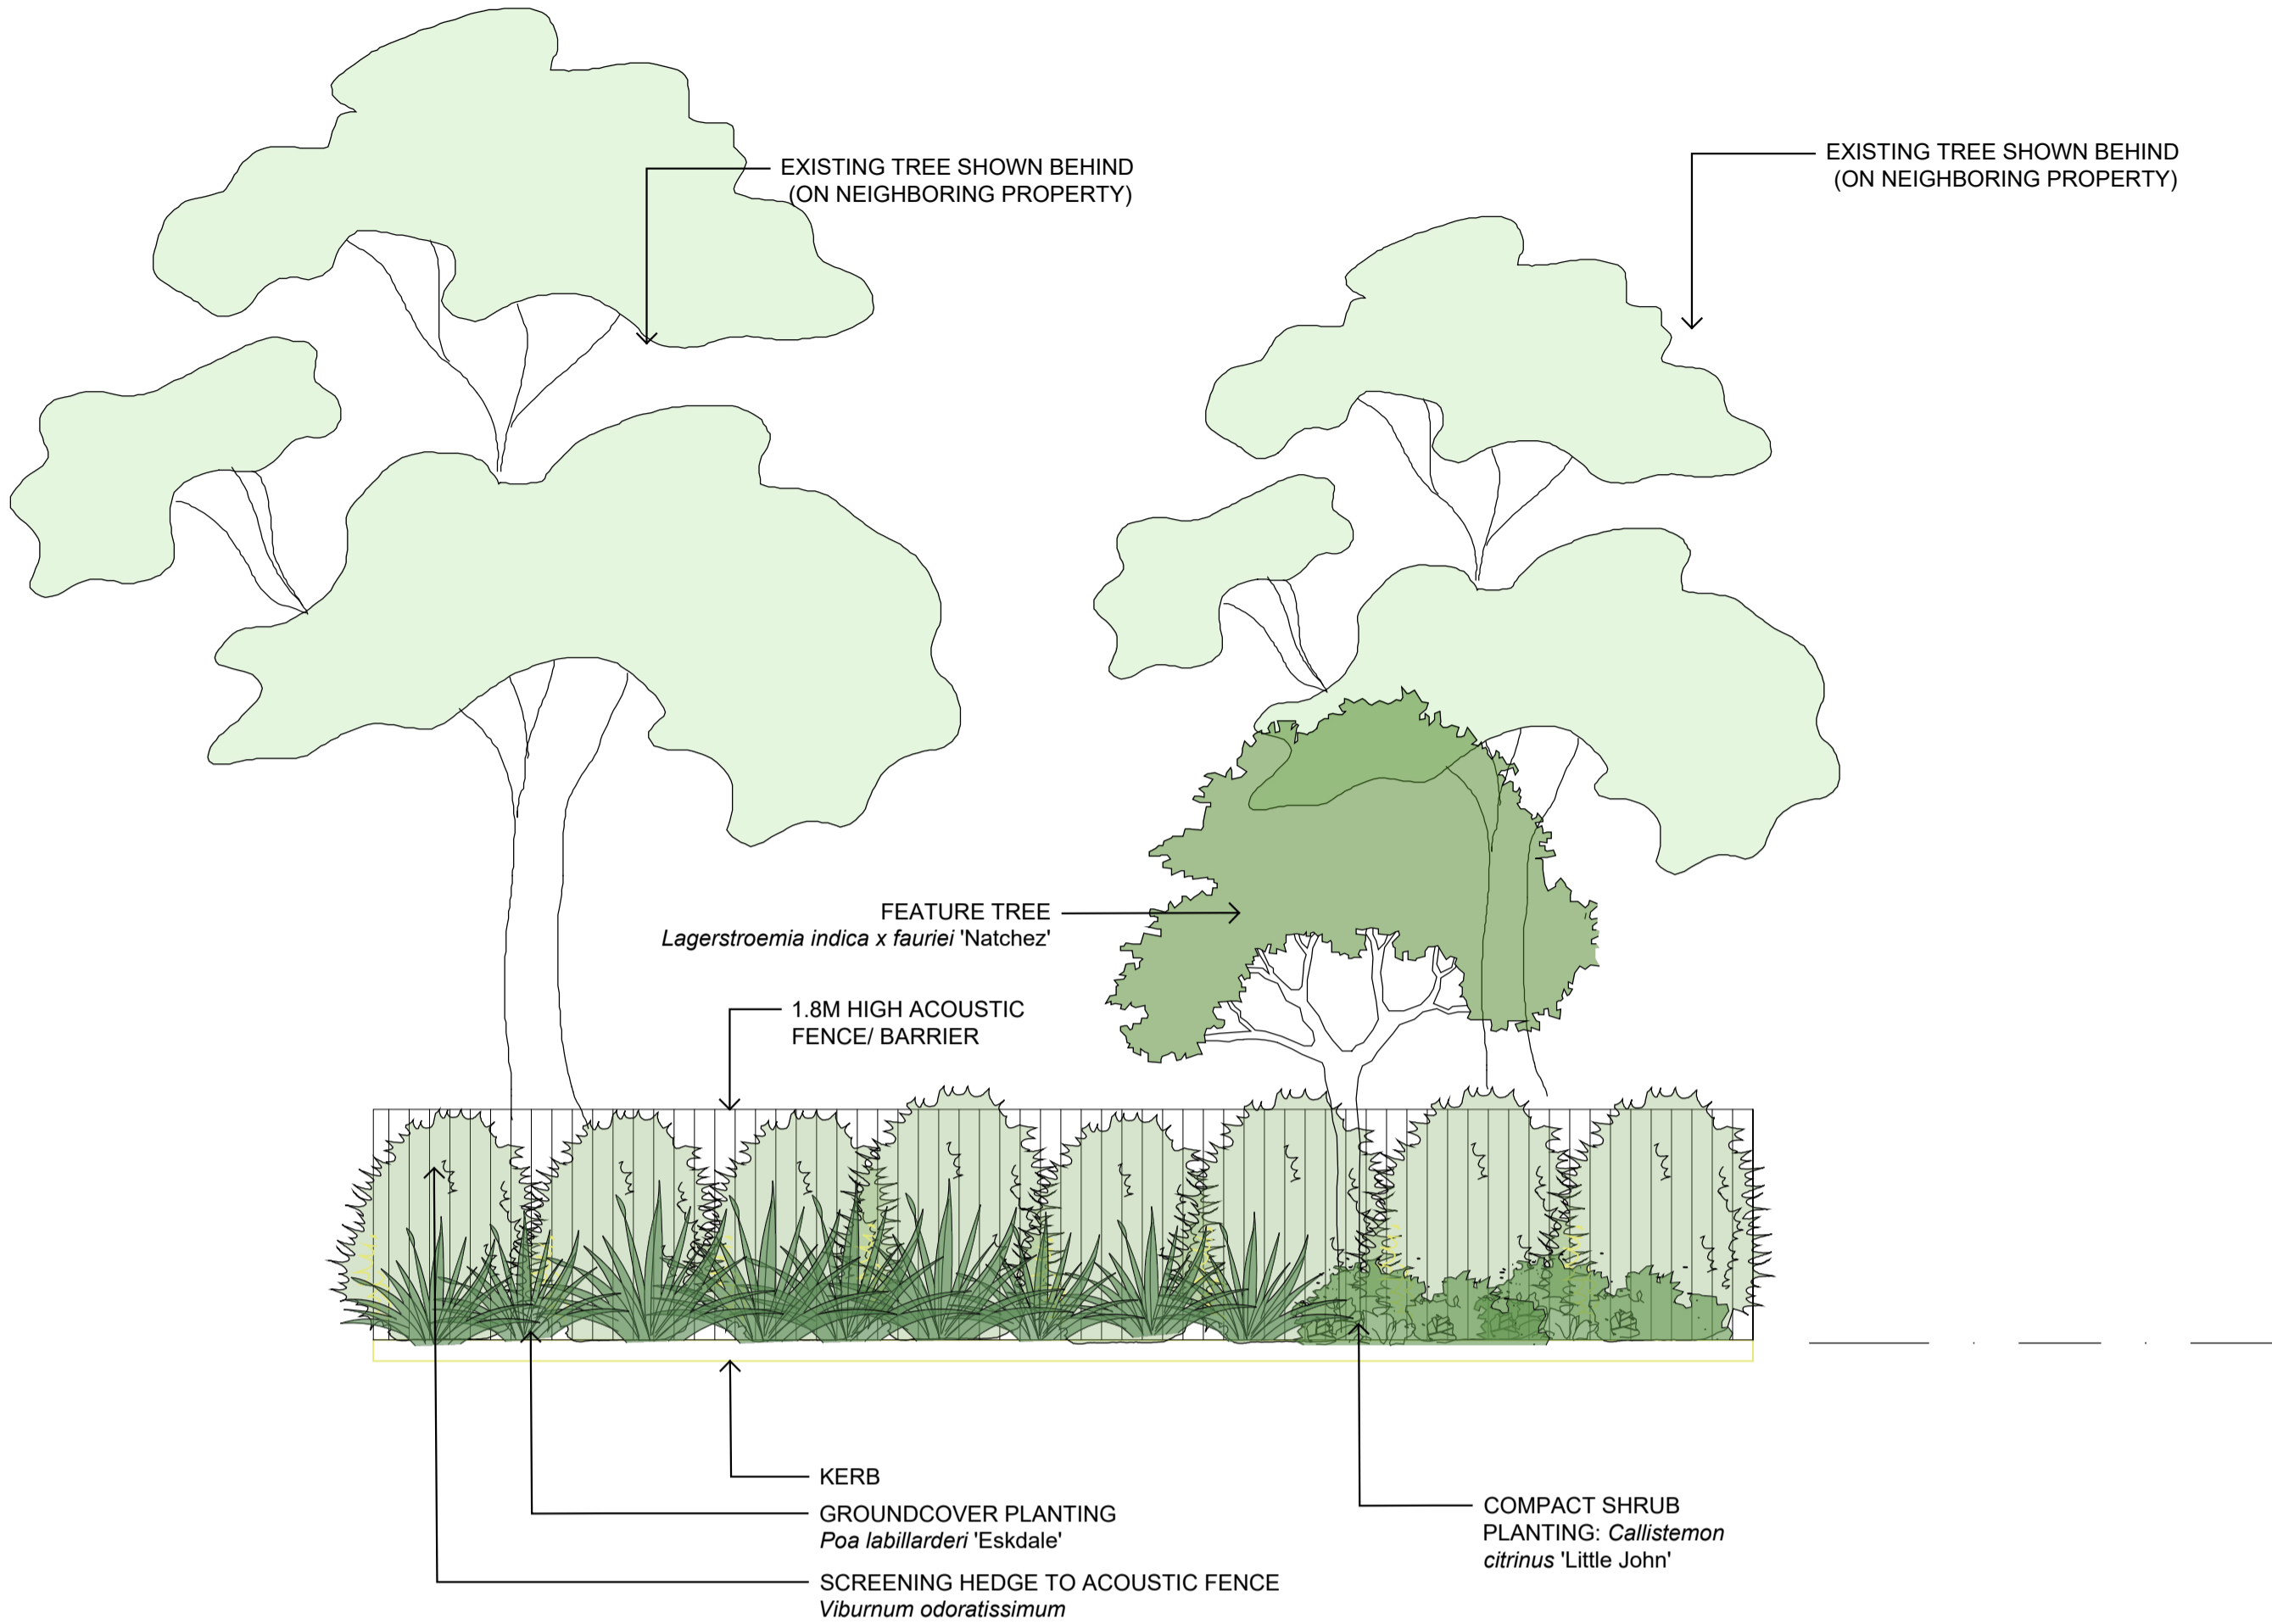 EXISTING TREE SHOWN BEHIND
(ON NEIGHBORING PROPERTY)
EXISTING TREE SHOWN BEHIND
(ON NEIGHBORING PROPERTY)
FEATURE TREE
Lagerstroemia indica x fauriei 'Natchez'
1.8M HIGH ACOUSTIC
FENCE/ BARRIER
KERB
GROUNDCOVER PLANTING
Poa labillarderi 'Eskdale'
SCREENING HEDGE TO ACOUSTIC FENCE
Viburnum odoratissimum
COMPACT SHRUB
PLANTING: Callistemon
citrinus 'Little John'